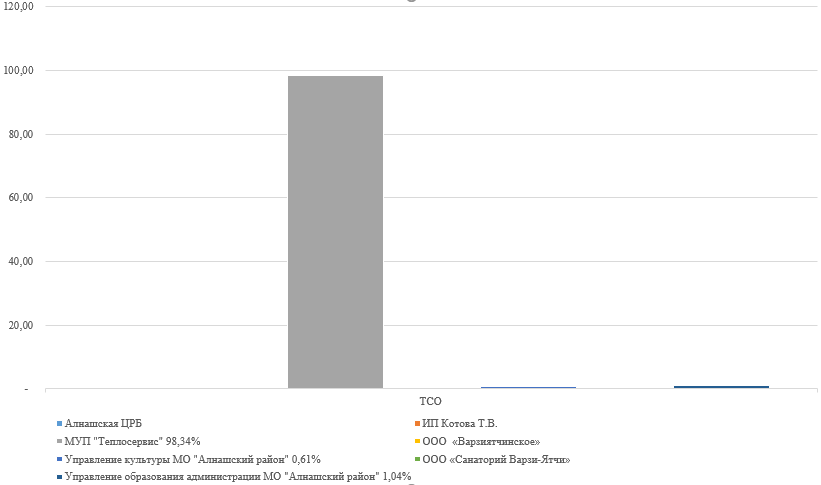 120,00
100,00
80,00
60,00
40,00
20,00
-
ТСО
Алнашская ЦРБ
ИП Котова Т.В.
МУП "Теплосервис" 98,34%
ООО «Варзиятчинское»
Управление культуры МО "Алнашский район" 0,61%
ООО «Санаторий Варзи-Ятчи»
Управление образования администрации МО "Алнашский район" 1,04%